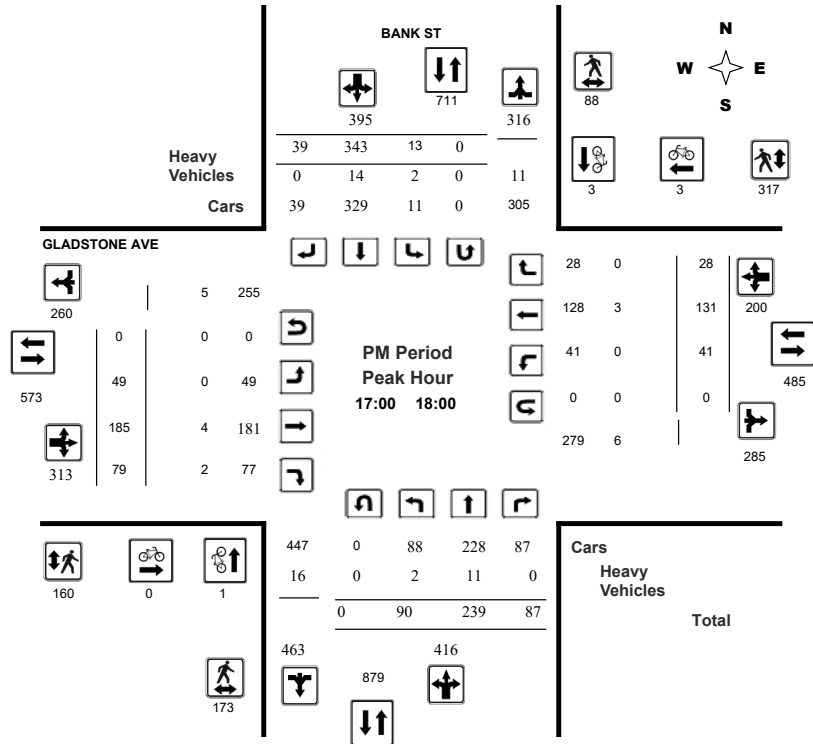 BANK ST
N
W E
S
711
88
395
316
39 343 13 0
Heavy
Vehicles
0 14 2 0 11
3 3 317
Cars
39 329 11 0 305
GLADSTONE AVE
28 0 28
260
5 255
128 3 131 200
0 0 0
PM Period
Peak Hour
17:00 18:00
41 0 41
573
49 0 49
485
0 0 0
185 4 181
279 6
285
313
79 2 77
447 0 88 228 87
Cars
16 0 2 11 0
Heavy
Vehicles
160 0 1
0 90 239 87
Total
463 416
879
173